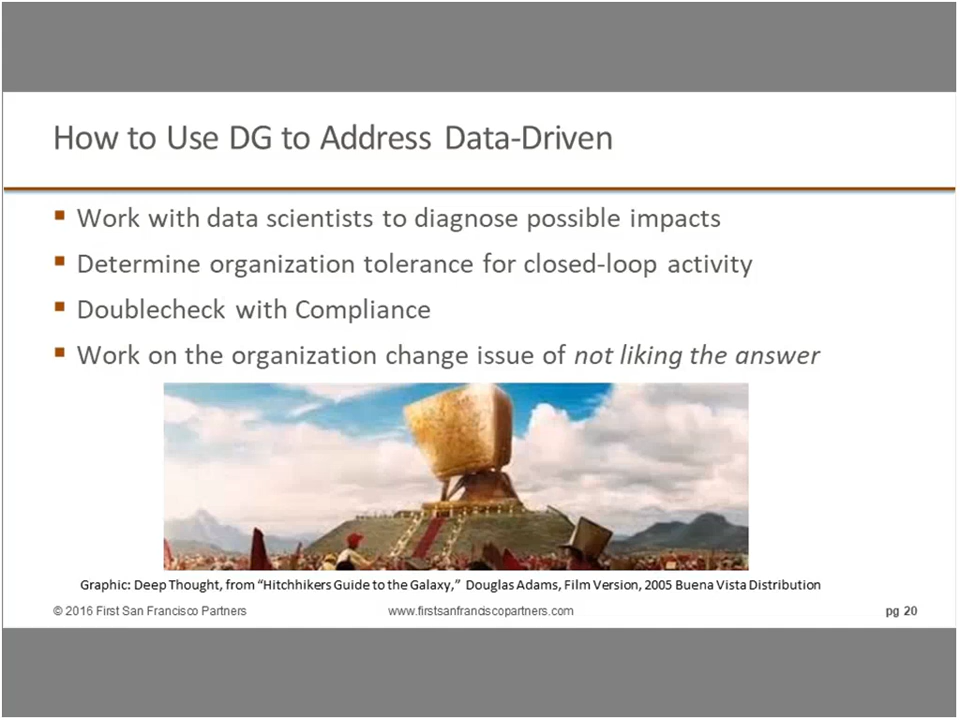 How to Use DG to Address Data-Driven
▪ Work with data scientists to diagnose possible impacts
▪ Determine organization tolerance for closed-loop activity
▪ Doublecheck with Compliance
▪ Work on the organization change issue of not liking the answer
Graphic: Deep Thought, from “Hitchhikers Guide to the Galaxy,” Douglas Adams, Film Version, 2005 Buena Vista Distribution
© 2016 First San Francisco Partners www.firstsanfranciscopartners.com pg 20